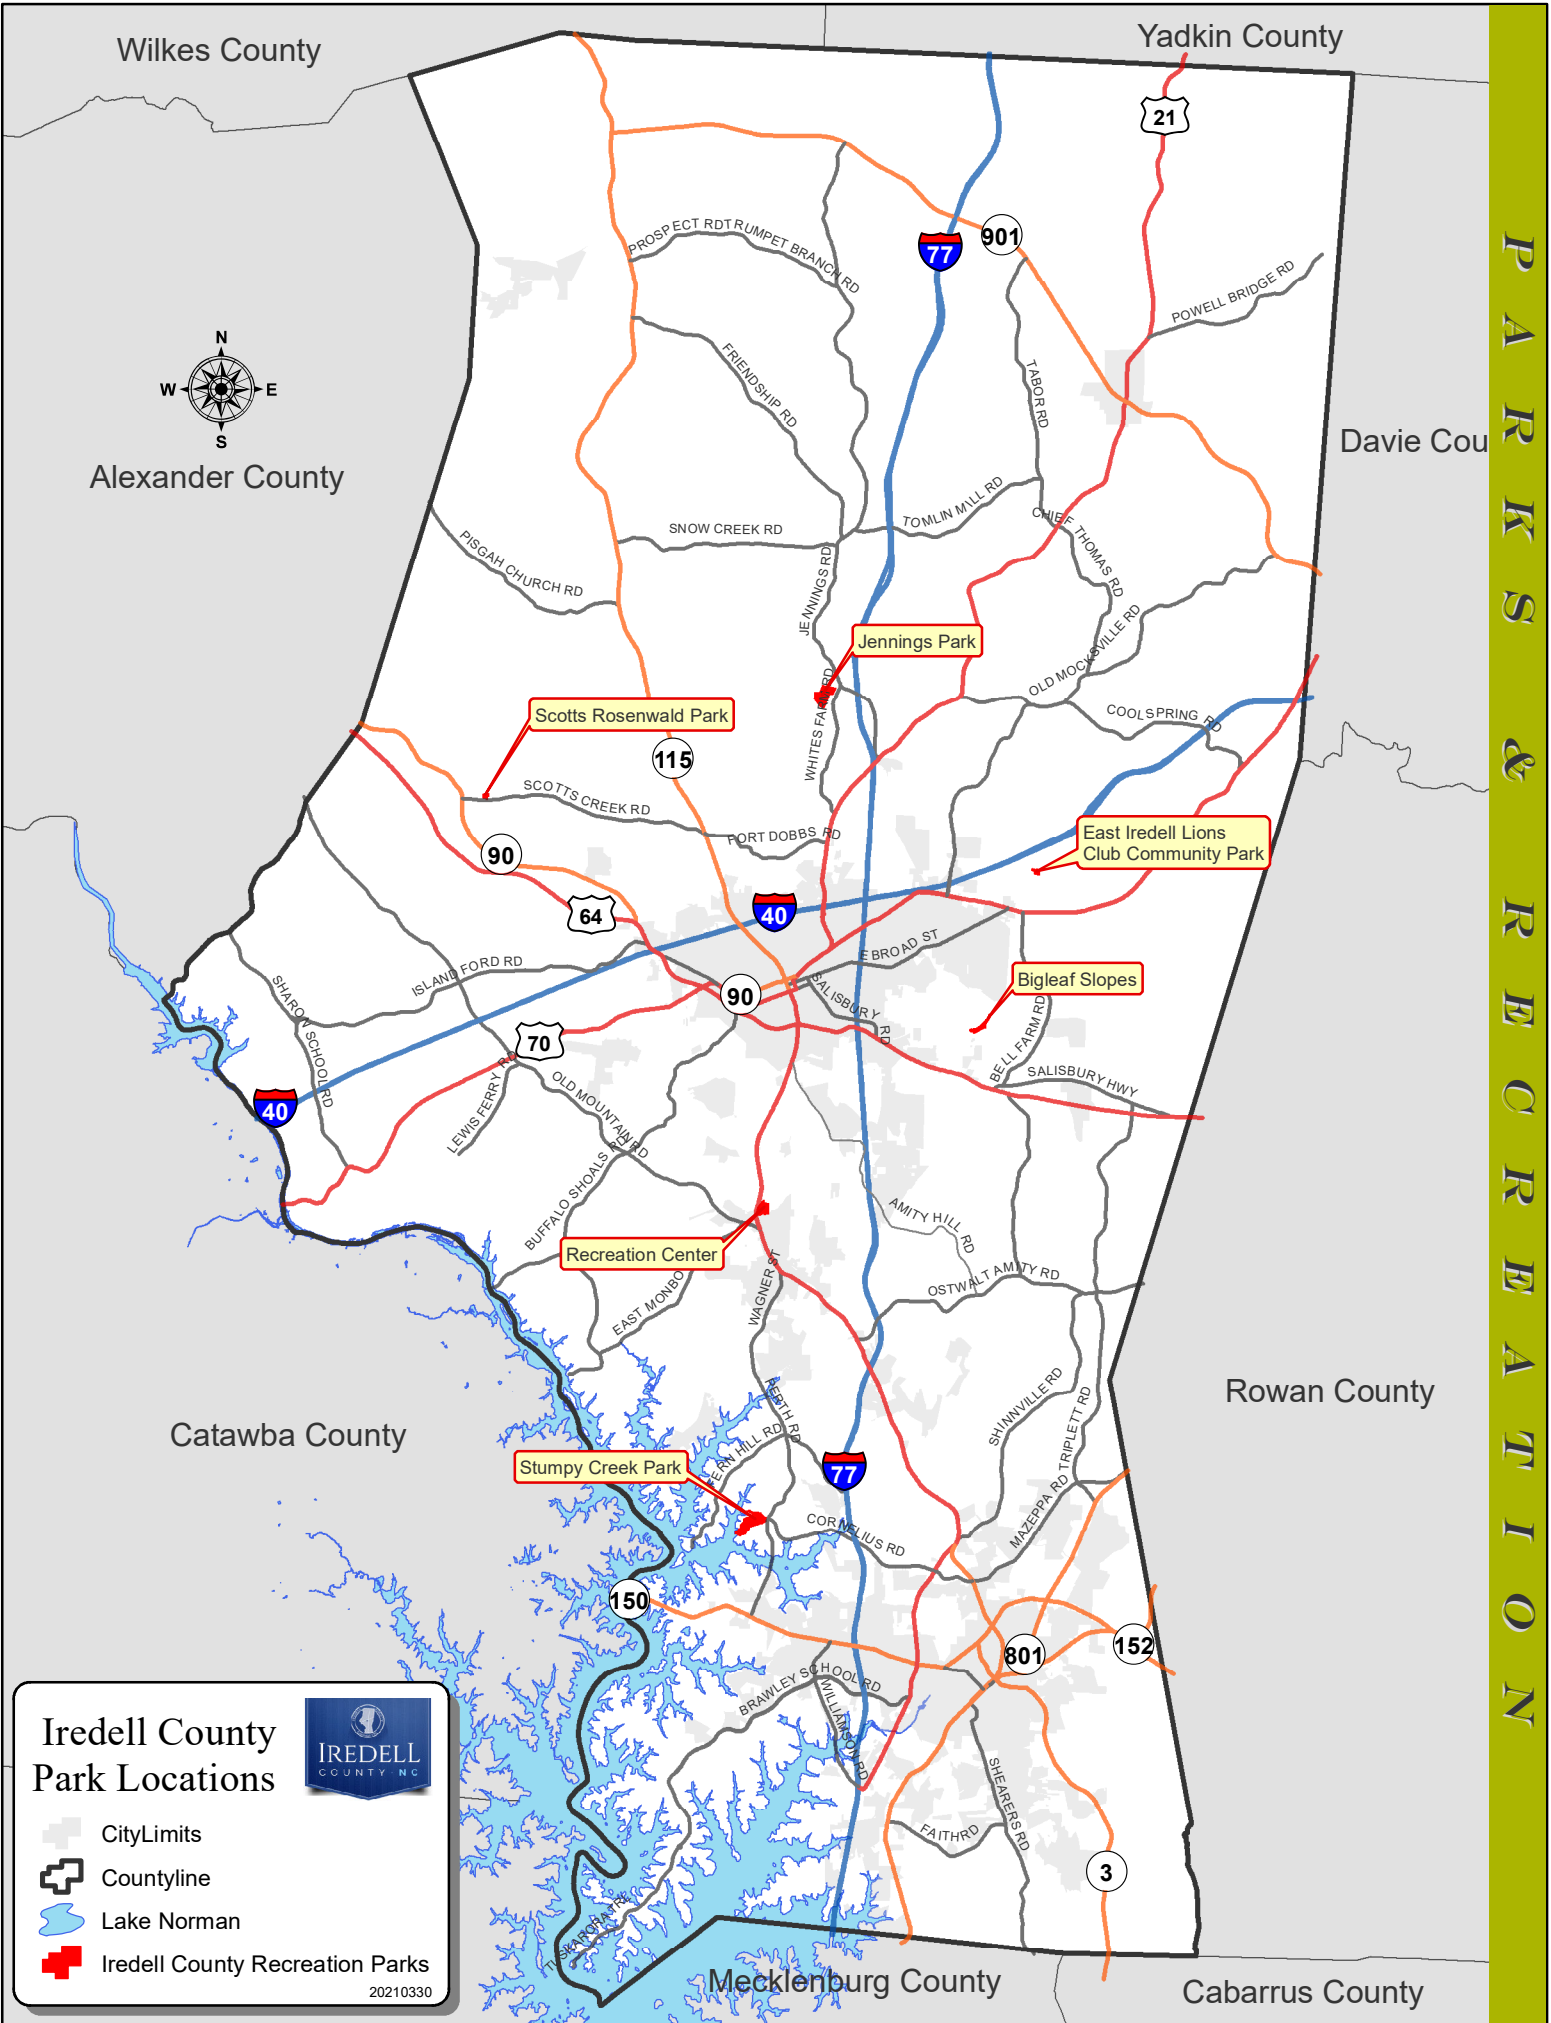 Wilkes County
Yadkin County
21
PROSPECT RD
TRUMPET BRANCH RD
77
901
POWELL BRIDGE RD
N
W
E
S
FRIENDSHIP RD
TABOR RD
Davie Cou
Alexander County
SNOW CREEK RD
TOMLIN MILL RD
CHIEF THOMAS RD
PISGAH CHURCH RD
JENNINGS RD
Jennings Park
OLD MOCKSVILLE RD
Scotts Rosenwald Park
WHITES FARM RD
COOL SPRING RD
115
SCOTTS CREEK RD
FORT DOBBS RD
East Iredell Lions
Club Community Park
90
64
40
E BROAD ST
ISLAND FORD RD
SHARON SCHOOL RD
90
SALISBURY RD
Bigleaf Slopes
70
BELL FARM RD
SALISBURY HWY
40
LEWIS FERRY RD
OLD MOUNTAIN RD
BUFFALO SHOALS RD
AMITY HILL RD
Recreation Center
WAGNER ST
EAST MONBO
OSTWALT AMITY RD
PERTH RD
SHINNVILLE RD
TRIPLETT RD
Rowan County
Catawba County
FERN HILL RD
Stumpy Creek Park
77
CORNELIUS RD
MAZEPPA RD
150
801
152
BRAWLEY SCHOOL RD
WILLIAMSON RD
SHEARERS RD
FAITH RD
3
TUSKARORA TRL
Mecklenburg County
Cabarrus County
Iredell County
Park Locations
IREDELL
COUNTY NC
CityLimits
Countyline
Lake Norman
Iredell County Recreation Parks
20210330
PARKS & RECREATION